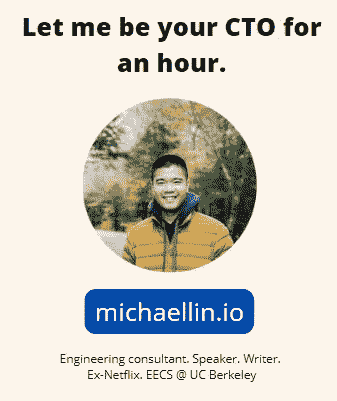 Let me be your CTO for
an hour.
michaellin.io
Engineering consultant. Speaker. Writer.
Ex-Netflix. EECS @ UC Berkeley